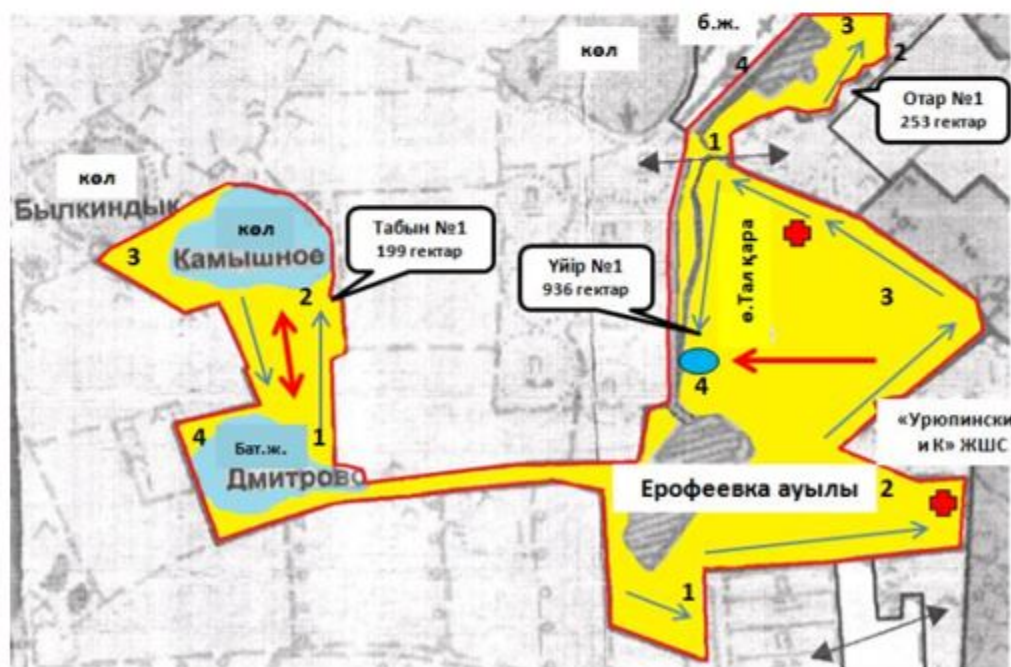 б.ж.
3
көл
4
2
Отар №1
253 гектар
1
көл
Былкиндык
көл
Камышное
3
2
Табын №1
199 гектар
Үйір №1
936 гектар
ө.Тал қара
3
4
4
Бат.ж.
1
Дмитрово
«Урюпински
и К» ЖШС
Ерофеевка ауылы
2
1